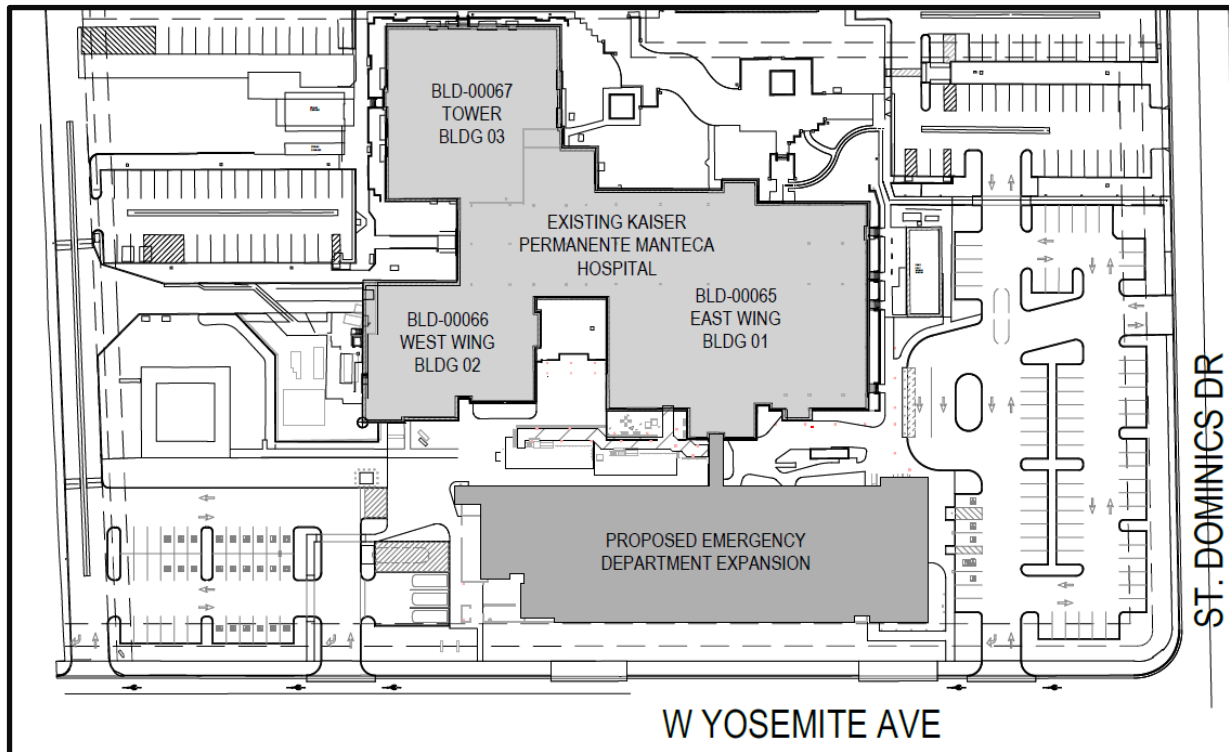 BLD-00067
TOWER
BLDG 03
EXISTING KAISER
PERMANENTE MANTECA
HOSPITAL
BLD-00065
EAST WING
BLDG 01
BLD-00066
WEST WING
BLDG 02
PROPOSED EMERGENCY
DEPARTMENT EXPANSION
ST. DOMINICS DR
W YOSEMITE AVE